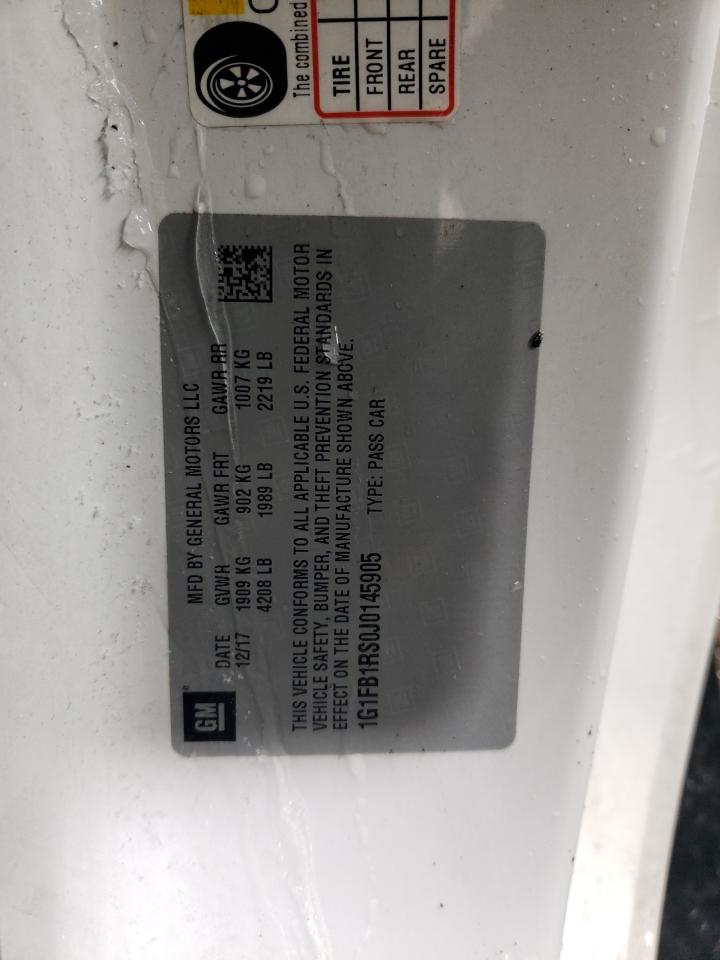 The combined
TIRE
FRONT
REAR
SPARE
GM
MFD BY GENERAL MOTORS LLC
DATE GVWR GAWR FRT GAWR RR
12/17 1909 KG 902 KG 1007 KG
4208 LB 1989 LB 2219 LB
THIS VEHICLE CONFORMS TO ALL APPLICABLE U.S. FEDERAL MOTOR
VEHICLE SAFETY, BUMPER, AND THEFT PREVENTION STANDARDS IN
EFFECT ON THE DATE OF MANUFACTURE SHOWN ABOVE.
1G1FB1RS0J0145905 TYPE: PASS CAR